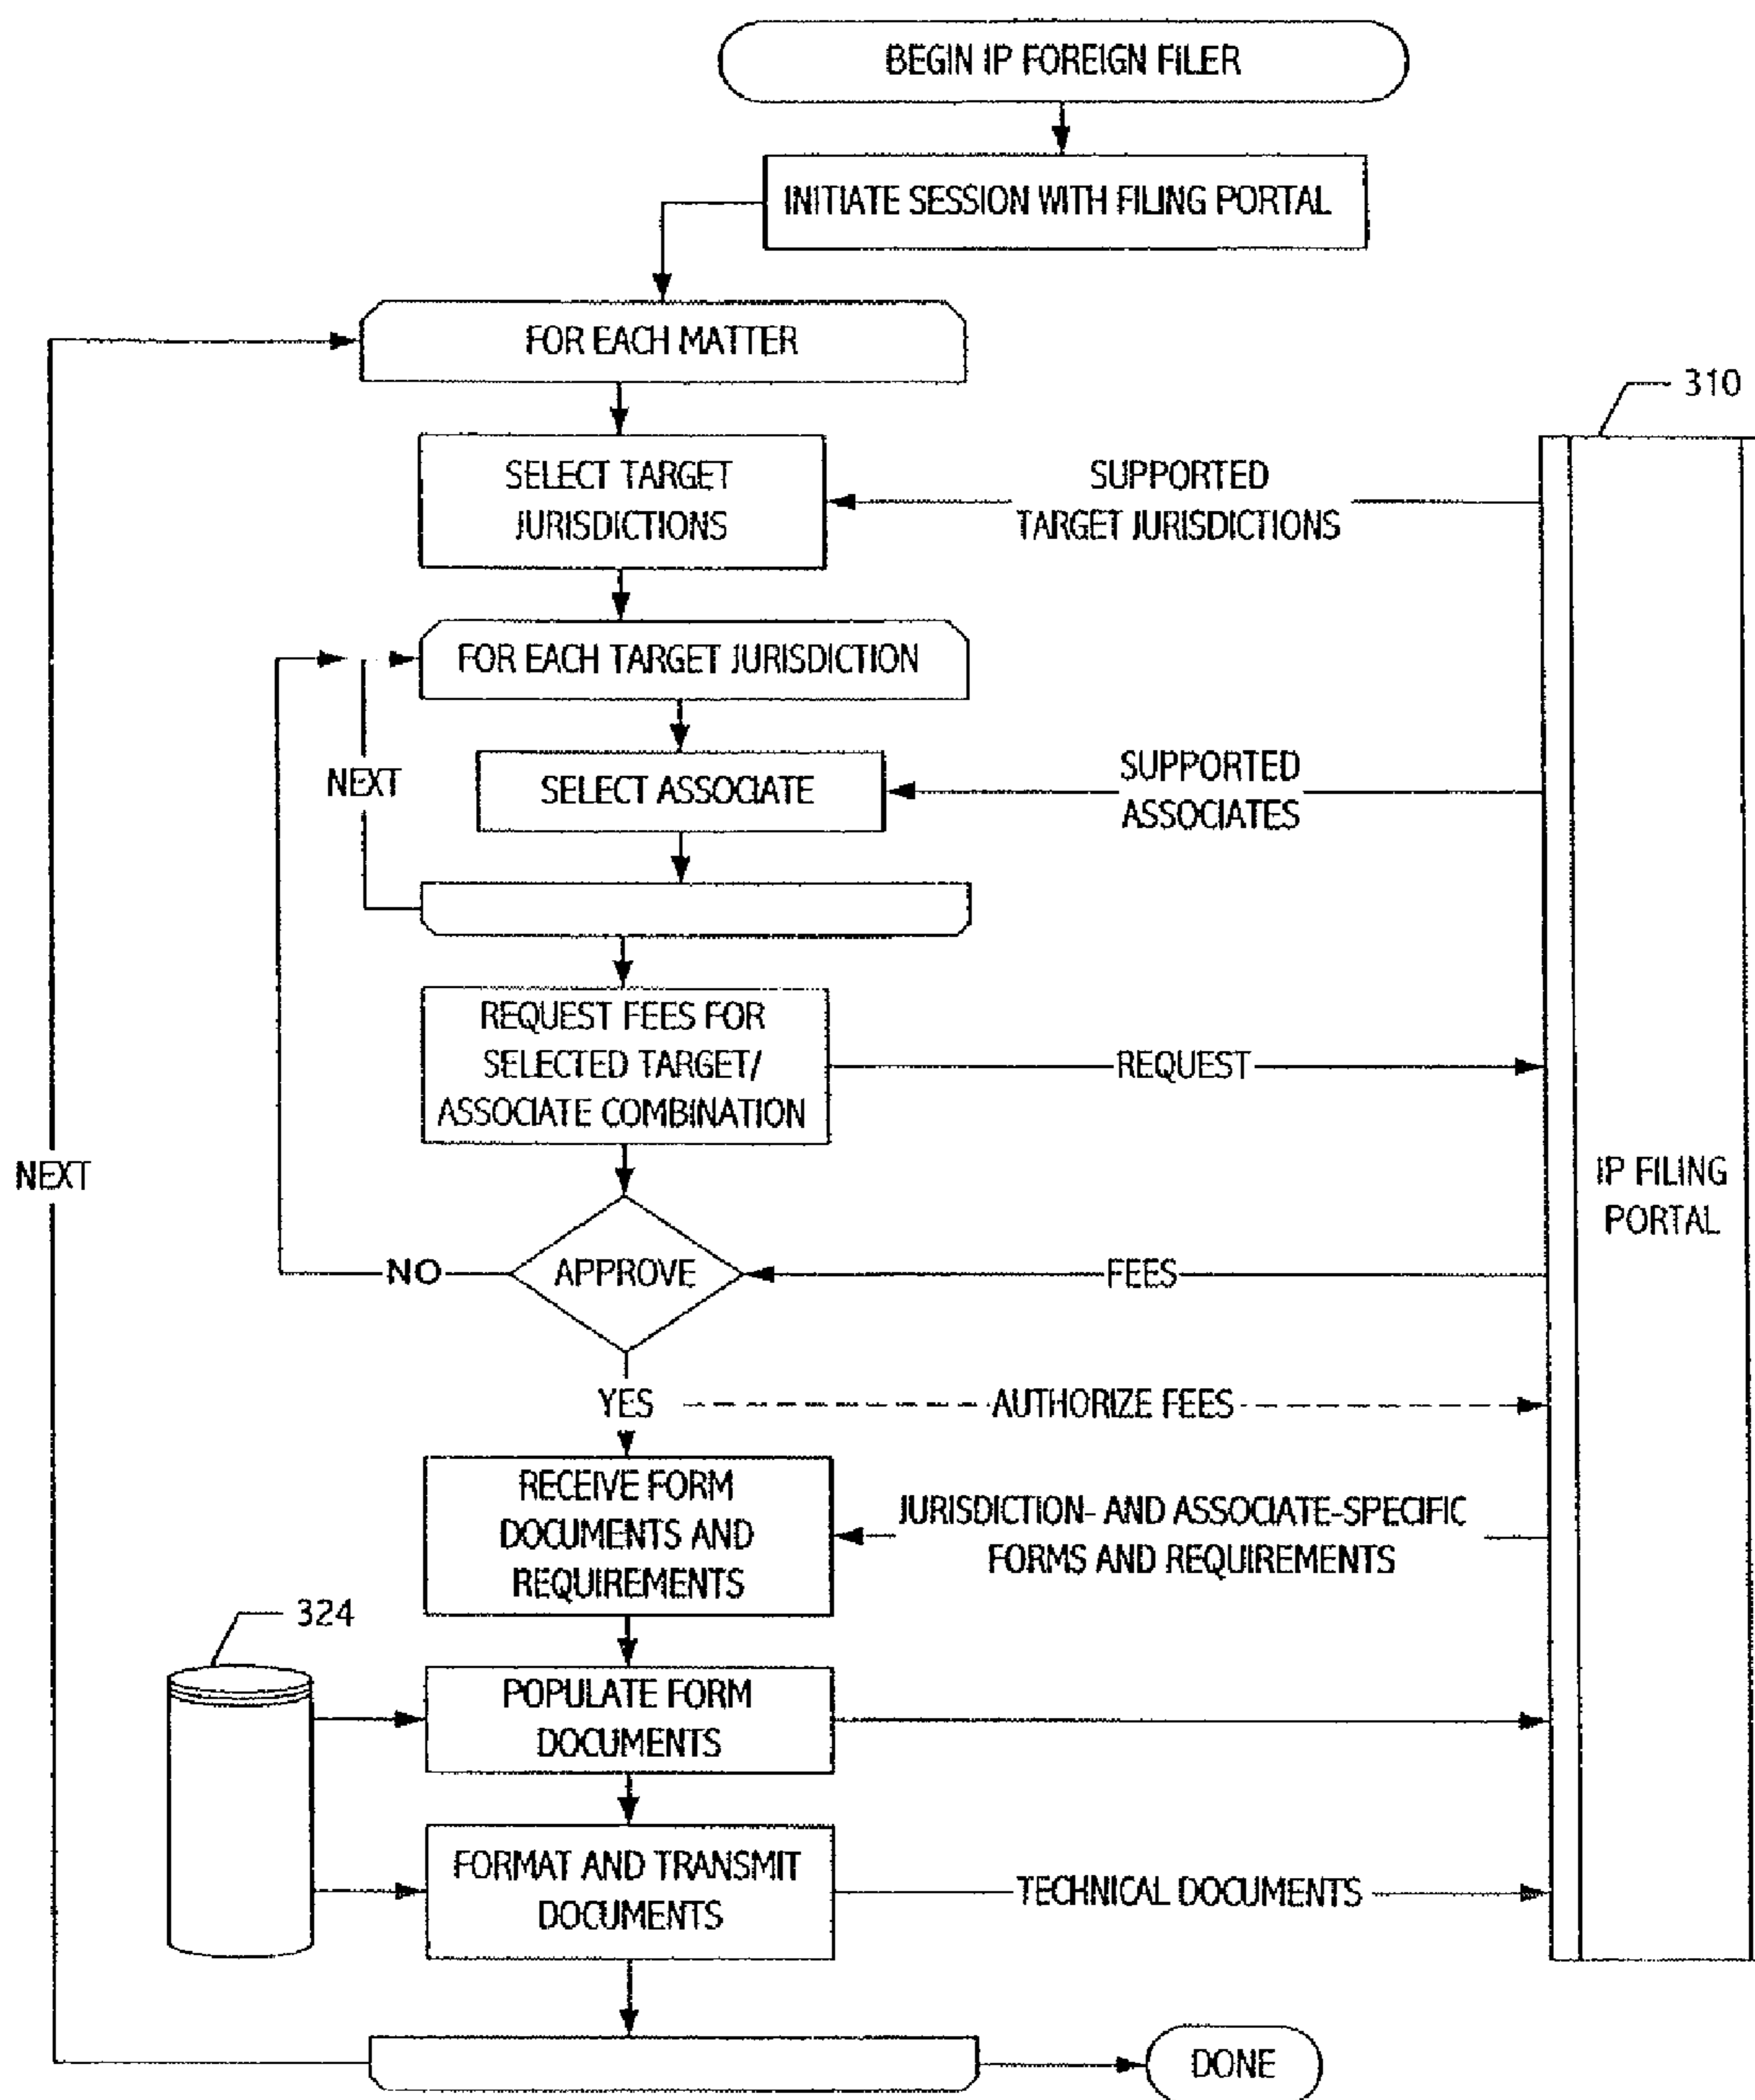 BEGIN IP FOREIGN FILER
INITIATE SESSION WITH FILING PORTAL
FOR EACH MATTER
310
SELECT TARGET
JURISDICTIONS
SUPPORTED
TARGET JURISDICTIONS
FOR EACH TARGET JURISDICTION
NEXT
SELECT ASSOCIATE
SUPPORTED
ASSOCIATES
REQUEST FEES FOR
SELECTED TARGET/
ASSOCIATE COMBINATION
REQUEST
NEXT
IP FILING
PORTAL
NO
APPROVE
FEES
YES
AUTHORIZE FEES
RECEIVE FORM
DOCUMENTS AND
REQUIREMENTS
JURISDICTION- AND ASSOCIATE-SPECIFIC
FORMS AND REQUIREMENTS
324
POPULATE FORM
DOCUMENTS
FORMAT AND TRANSMIT
DOCUMENTS
TECHNICAL DOCUMENTS
DONE